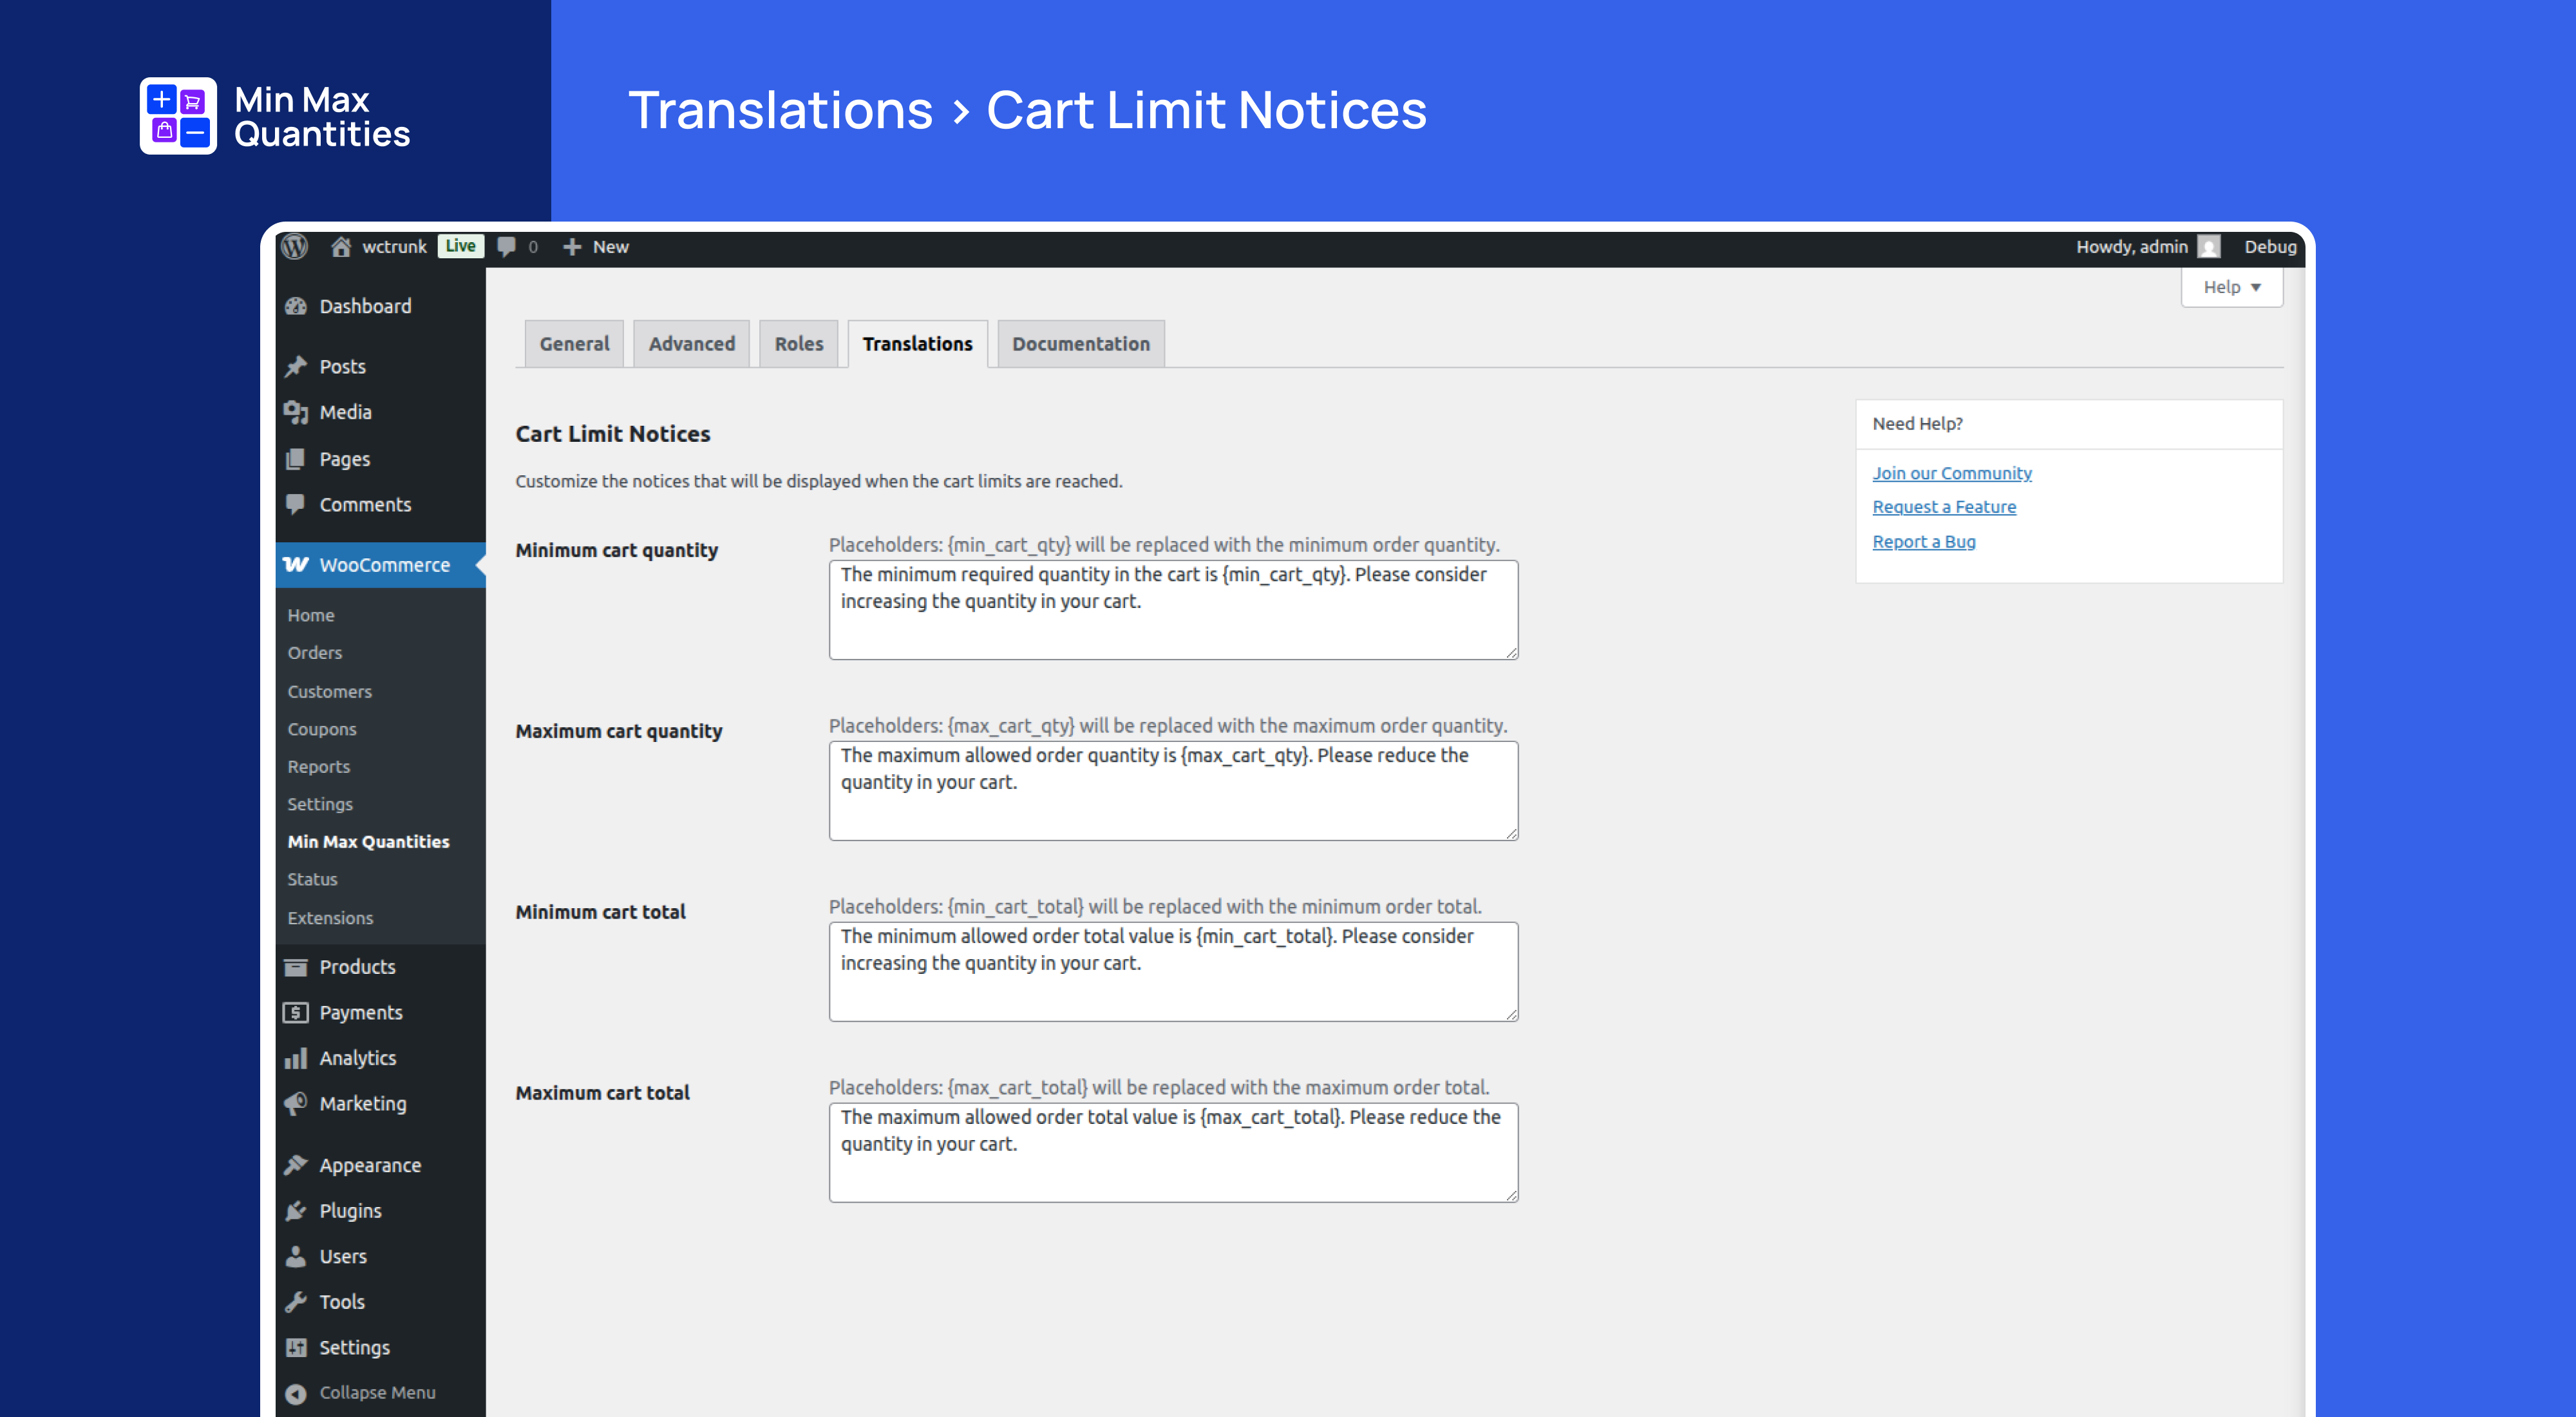 Min Max
Quantities
Translations > Cart Limit Notices
wctrunk Live 0 New
Howdy, admin Debug
Help
Dashboard
Posts
Media
Pages
Comments
WooCommerce
Home
Orders
Customers
Coupons
Reports
Settings
Min Max Quantities
Status
Extensions
Products
Payments
Analytics
Marketing
Appearance
Plugins
Users
Tools
Settings
Collapse Menu
General Advanced Roles Translations Documentation
Cart Limit Notices
Customize the notices that will be displayed when the cart limits are reached.
Minimum cart quantity
Placeholders: {min_cart_qty} will be replaced with the minimum order quantity.
The minimum required quantity in the cart is {min_cart_qty}. Please consider
increasing the quantity in your cart.
Maximum cart quantity
Placeholders: {max_cart_qty} will be replaced with the maximum order quantity.
The maximum allowed order quantity is {max_cart_qty}. Please reduce the
quantity in your cart.
Minimum cart total
Placeholders: {min_cart_total} will be replaced with the minimum order total.
The minimum allowed order total value is {min_cart_total}. Please consider
increasing the quantity in your cart.
Maximum cart total
Placeholders: {max_cart_total} will be replaced with the maximum order total.
The maximum allowed order total value is {max_cart_total}. Please reduce the
quantity in your cart.
Need Help?
Join our Community
Request a Feature
Report a Bug